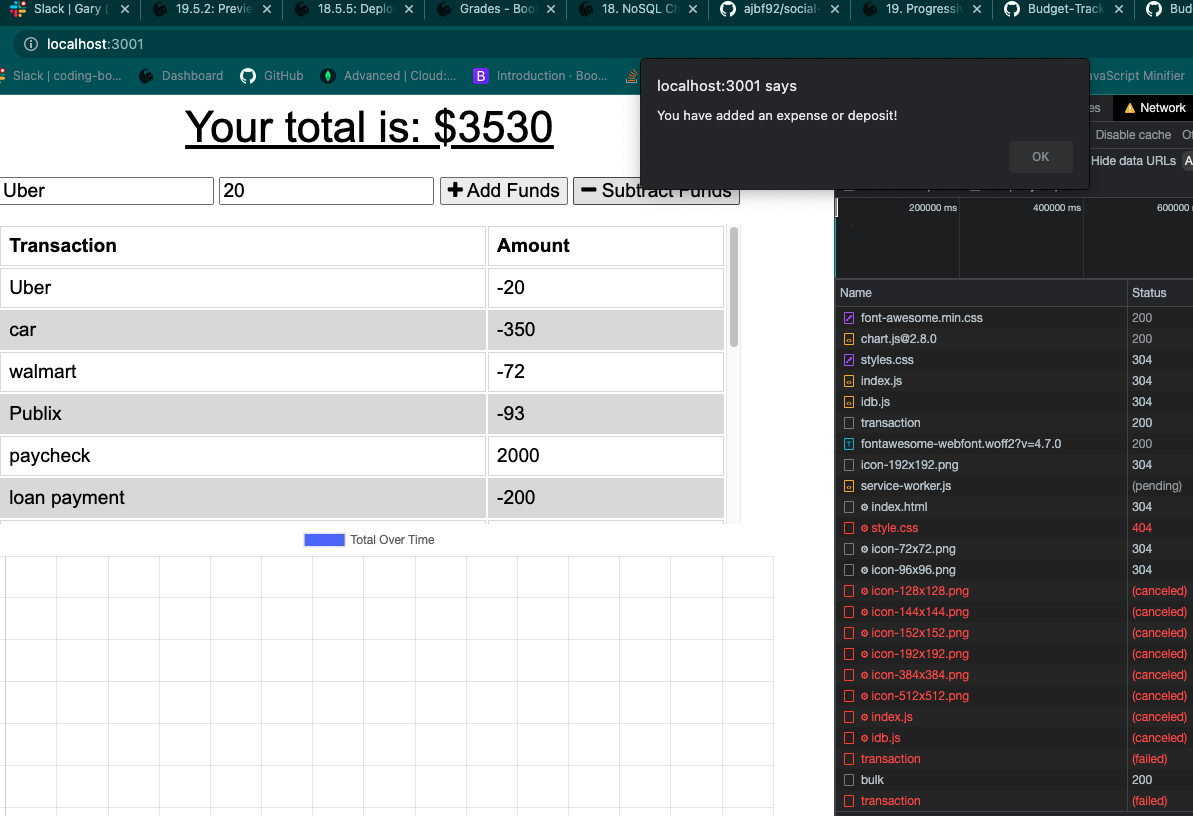 Slack | Gary (
19.5.2: Previe
18.5.5: Deplo
Grades - Boo
18. NoSQL Ch
ajbf92/social-
19. Progressiv
Budget-Track
Bud
localhost:3001
Slack | coding-bo...
Dashboard
GitHub
Advanced | Cloud:...
B Introduction · Boo...
avaScript Minifier
localhost:3001 says
You have added an expense or deposit!
OK
es
Network
Disable cache
Hide data URLs
A
Your total is: $3530
Uber
20
Add Funds
Subtract Funds
200000 ms
400000 ms
600000
Transaction Amount
Uber -20
car -350
walmart -72
Publix -93
paycheck 2000
loan payment -200
Total Over Time
Name Status
font-awesome.min.css 200
chart.js@2.8.0 200
styles.css 304
index.js 304
idb.js 304
transaction 200
fontawesome-webfont.woff2?v=4.7.0 200
icon-192x192.png 304
service-worker.js (pending)
index.html 304
style.css 404
icon-72x72.png 304
icon-96x96.png 304
icon-128x128.png (canceled)
icon-144x144.png (canceled)
icon-152x152.png (canceled)
icon-192x192.png (canceled)
icon-384x384.png (canceled)
icon-512x512.png (canceled)
index.js (canceled)
idb.js (canceled)
transaction (failed)
bulk 200
transaction (failed)